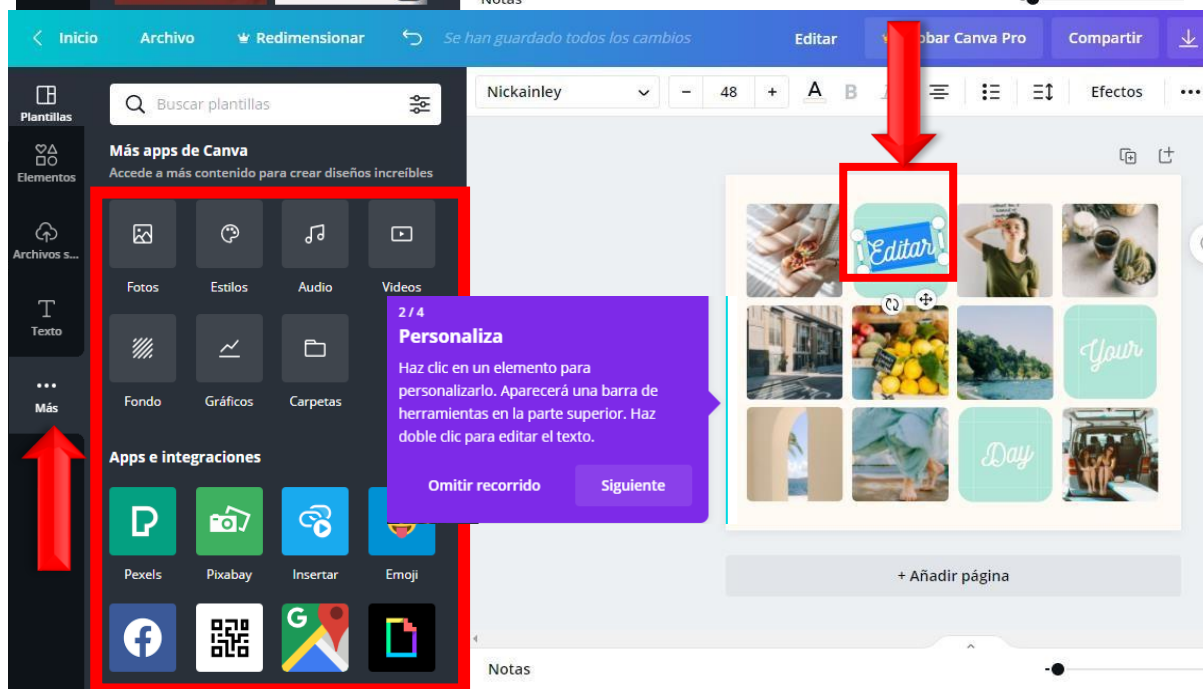 Notas
Inicio
Archivo
Redimensionar
Se han guardado todos los cambios
Editar
obar Canva Pro
Compartir
Plantillas
Elementos
Archivos s...
Texto
Más
Buscar plantillas
Más apps de Canva
Accede a más contenido para crear diseños increíbles
Fotos
Estilos
Audio
Videos
Fondo
Gráficos
Carpetas
Apps e integraciones
Pexels
Pixabay
Insertar
Emoji
Nickainley
- 48 +
A B
Efectos
Editar
Your
Day
2 / 4
Personaliza
Haz clic en un elemento para
personalizarlo. Aparecerá una barra de
herramientas en la parte superior. Haz
doble clic para editar el texto.
Omitir recorrido
Siguiente
+ Añadir página
Notas